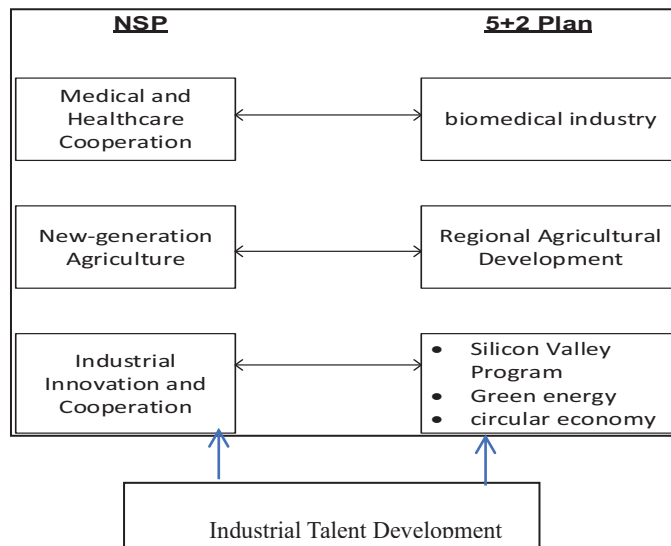 NSP
5+2 Plan
Medical and
Healthcare
Cooperation
biomedical industry
New-generation
Agriculture
Regional Agricultural
Development
Industrial
Innovation and
Cooperation
• Silicon Valley
Program
• Green energy
• circular economy
Industrial Talent Development